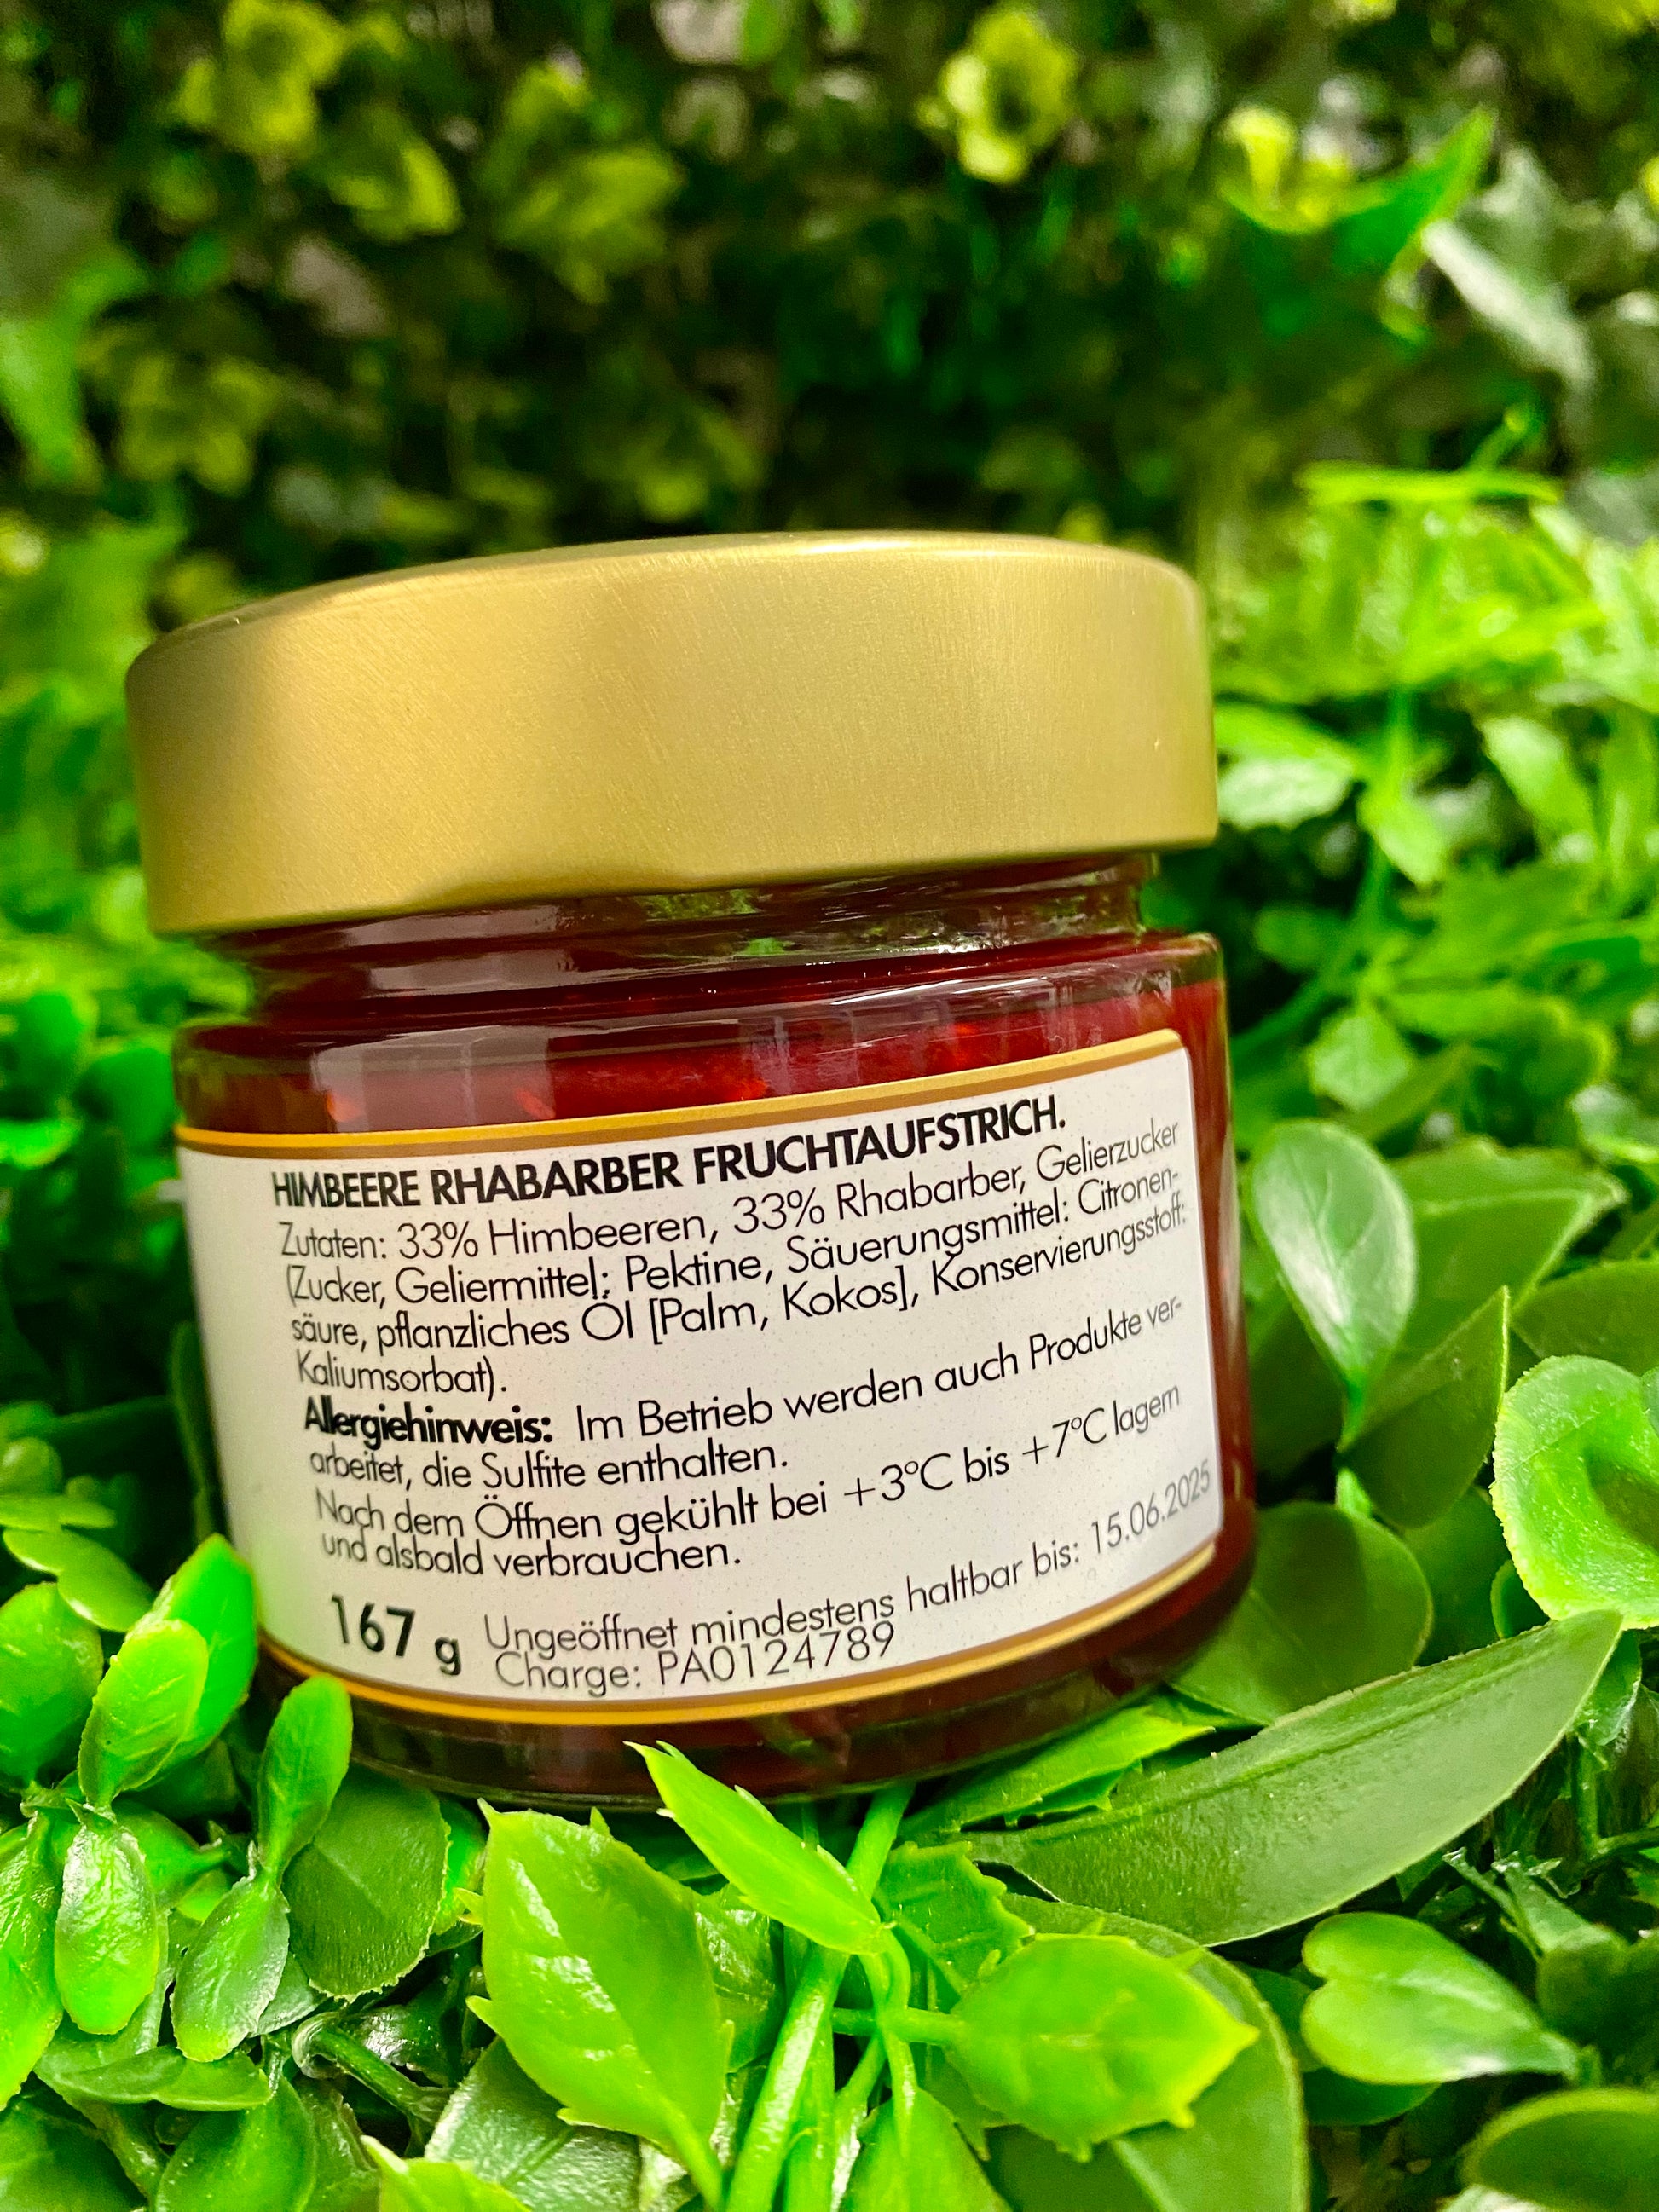 HIMBEERE RHABARBER FRUCHTAUFSTRICH.
Zutaten: 33% Himbeeren, 33% Rhabarber, Gelierzucker
(Zucker, Geliermittel: Pektine, Säuerungsmittel: Citronen-
säure, pflanzliches Öl [Palm, Kokos], Konservierungsstoff:
Kaliumsorbat).
Allergiehinweis: Im Betrieb werden auch Produkte ver-
arbeitet, die Sulfite enthalten.
Nach dem Öffnen gekühlt bei +3°C bis +7°C lagern
und alsbald verbrauchen.
167 g Ungeöffnet mindestens haltbar bis: 15.06.2025
Charge: PA0124789